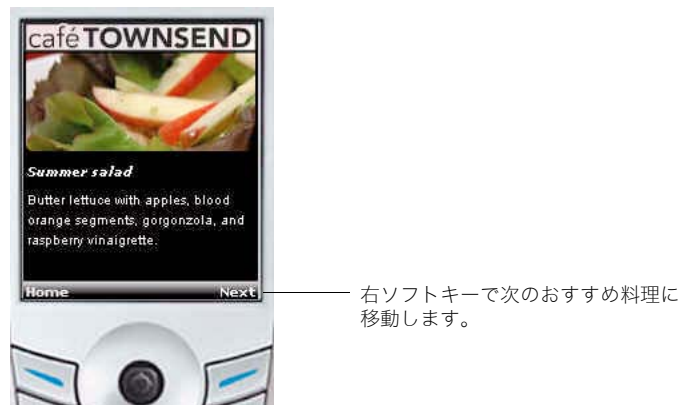 café TOWNSEND
Summer salad
Butter lettuce with apples, blood
orange segments, gorgonzola, and
raspberry vinaigrette.
Home Next
右ソフトキーで次のおすすめ料理に
移動します。